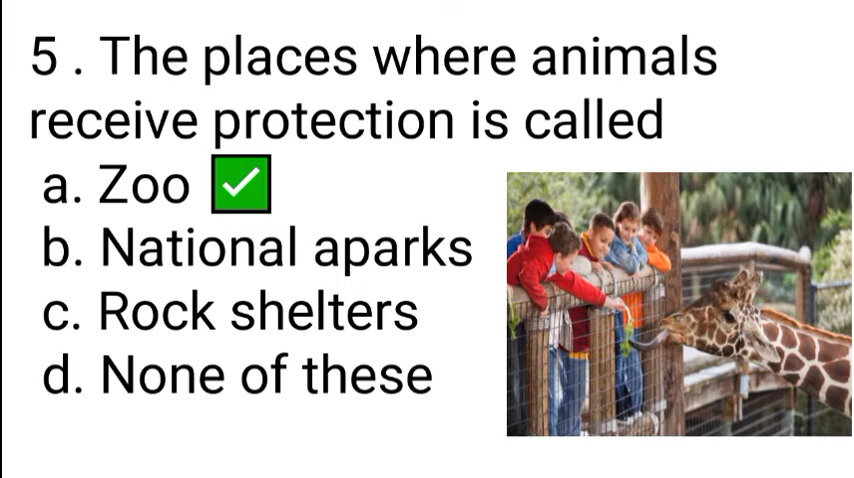 5 . The places where animals
receive protection is called
a. Zoo ✅
b. National aparks
c. Rock shelters
d. None of these